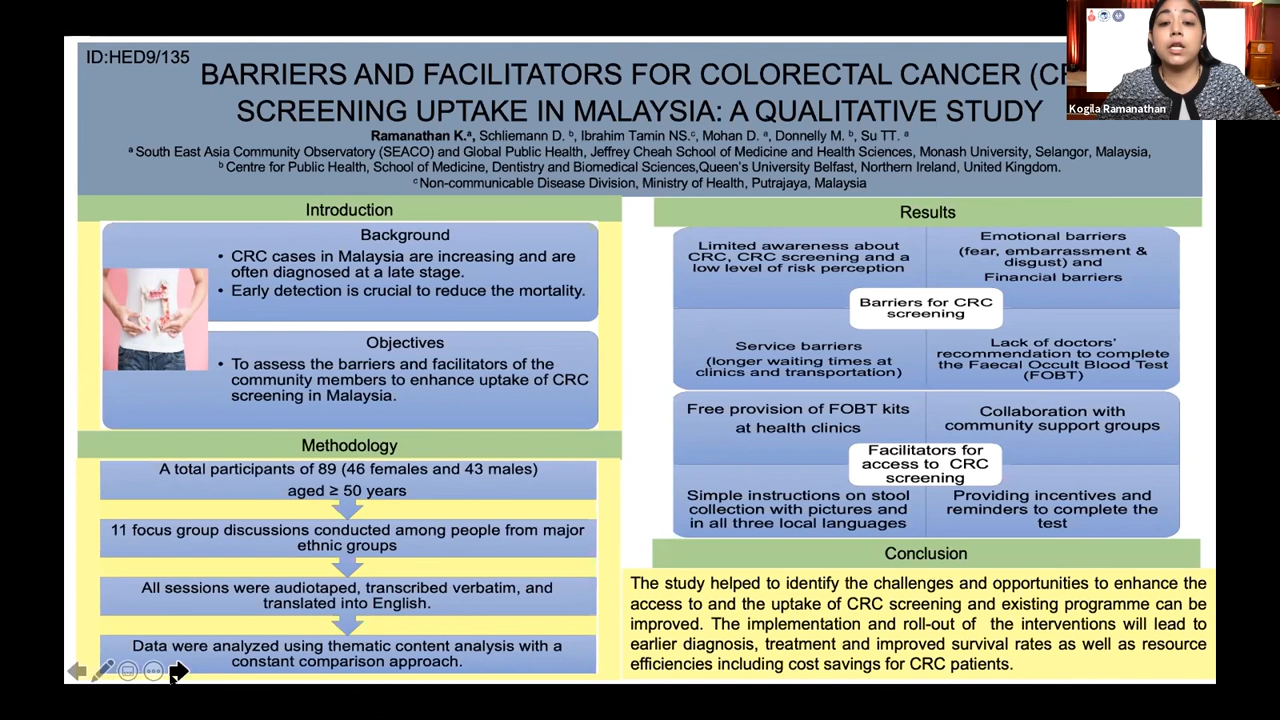 ID:HED9/135
BARRIERS AND FACILITATORS FOR COLORECTAL CANCER (CR
SCREENING UPTAKE IN MALAYSIA: A QUALITATIVE STUDY
Ramanathan K.ᵃ, Schliemann D. ᵇ, Ibrahim Tamin NS.ᶜ, Mohan D. ᵃ, Donnelly M. ᵇ, Su TT. ᵃ
ᵃ South East Asia Community Observatory (SEACO) and Global Public Health, Jeffrey Cheah School of Medicine and Health Sciences, Monash University, Selangor, Malaysia,
ᵇ Centre for Public Health, School of Medicine, Dentistry and Biomedical Sciences,Queen's University Belfast, Northern Ireland, United Kingdom.
ᶜ Non-communicable Disease Division, Ministry of Health, Putrajaya, Malaysia
Kogila Ramanathan
Introduction
Background
• CRC cases in Malaysia are increasing and are
often diagnosed at a late stage.
• Early detection is crucial to reduce the mortality.
Objectives
• To assess the barriers and facilitators of the
community members to enhance uptake of CRC
screening in Malaysia.
Methodology
A total participants of 89 (46 females and 43 males)
aged ≥ 50 years
11 focus group discussions conducted among people from major
ethnic groups
All sessions were audiotaped, transcribed verbatim, and
translated into English.
Data were analyzed using thematic content analysis with a
constant comparison approach.
Results
Limited awareness about
CRC, CRC screening and a
low level of risk perception
Emotional barriers
(fear, embarrassment &
disgust) and
Financial barriers
Barriers for CRC
screening
Service barriers
(longer waiting times at
clinics and transportation)
Lack of doctors'
recommendation to complete
the Faecal Occult Blood Test
(FOBT)
Free provision of FOBT kits
at health clinics
Collaboration with
community support groups
Facilitators for
access to CRC
screening
Simple instructions on stool
collection with pictures and
in all three local languages
Providing incentives and
reminders to complete the
test
Conclusion
The study helped to identify the challenges and opportunities to enhance the
access to and the uptake of CRC screening and existing programme can be
improved. The implementation and roll-out of the interventions will lead to
earlier diagnosis, treatment and improved survival rates as well as resource
efficiencies including cost savings for CRC patients.